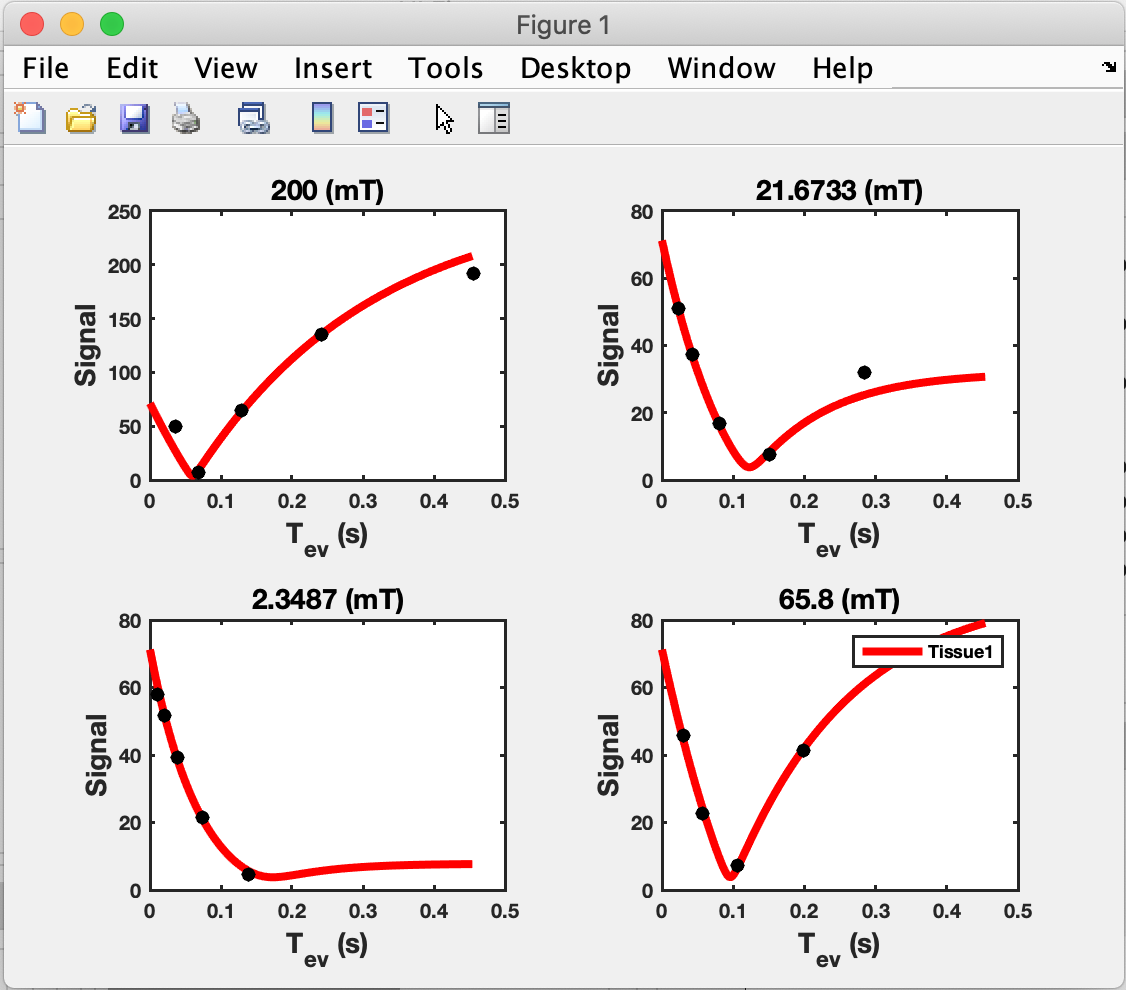 Figure 1
File Edit View Insert Tools Desktop Window Help
200 (mT)
250
200
150
100
50
0
0 0.1 0.2 0.3 0.4 0.5
Signal
T_ev (s)
21.6733 (mT)
80
60
40
20
0
0 0.1 0.2 0.3 0.4 0.5
Signal
T_ev (s)
2.3487 (mT)
80
60
40
20
0
0 0.1 0.2 0.3 0.4 0.5
Signal
T_ev (s)
65.8 (mT)
80
60
40
20
0
0 0.1 0.2 0.3 0.4 0.5
Signal
T_ev (s)
Tissue1